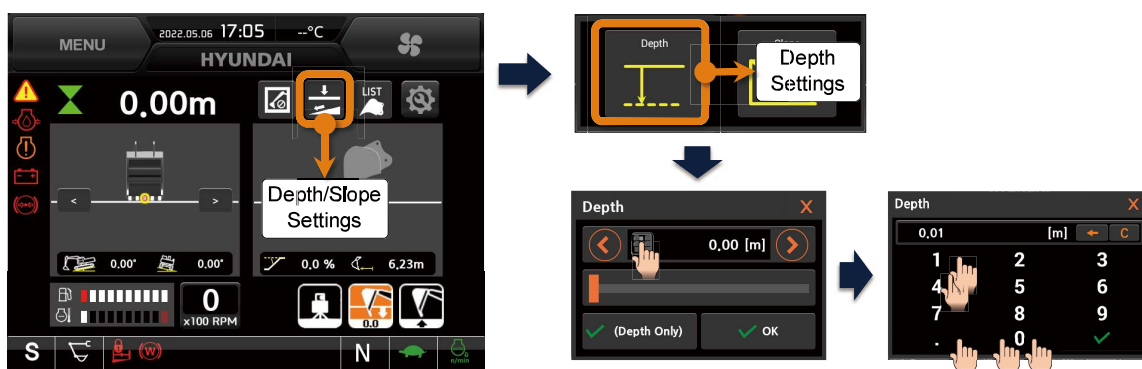 MENU
2022.05.06 17:05 --°C
HYUNDAI
0.00m
LIST
Depth/Slope
Settings
<
>
0.00°
0.00°
0,0 %
6,23m
0
x100 RPM
0.0
S
(W)
N
n/min
Depth
Depth
Settings
Depth X
0,00 [m]
(Depth Only)
OK
Depth X
0,01 [m] C
1 2 3
4 5 6
7 8 9
. 0